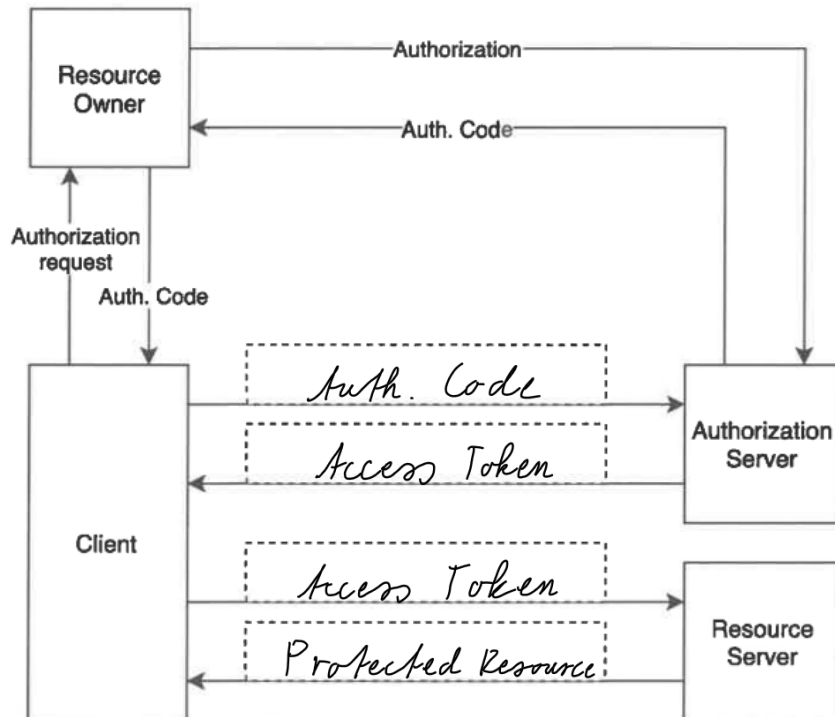 Resource
Owner
Authorization
Auth. Code
Authorization
request
Auth. Code
Auth. Code
Access Token
Authorization
Server
Client
Access Token
Protected Resource
Resource
Server